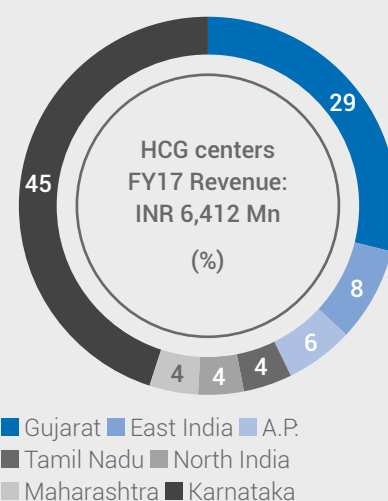 29
HCG centers
45
FY17 Revenue:
INR 6,412 Mn
(%)
8
6
4
4
4
Gujarat East India A.P.
Tamil Nadu North India
Maharashtra Karnataka